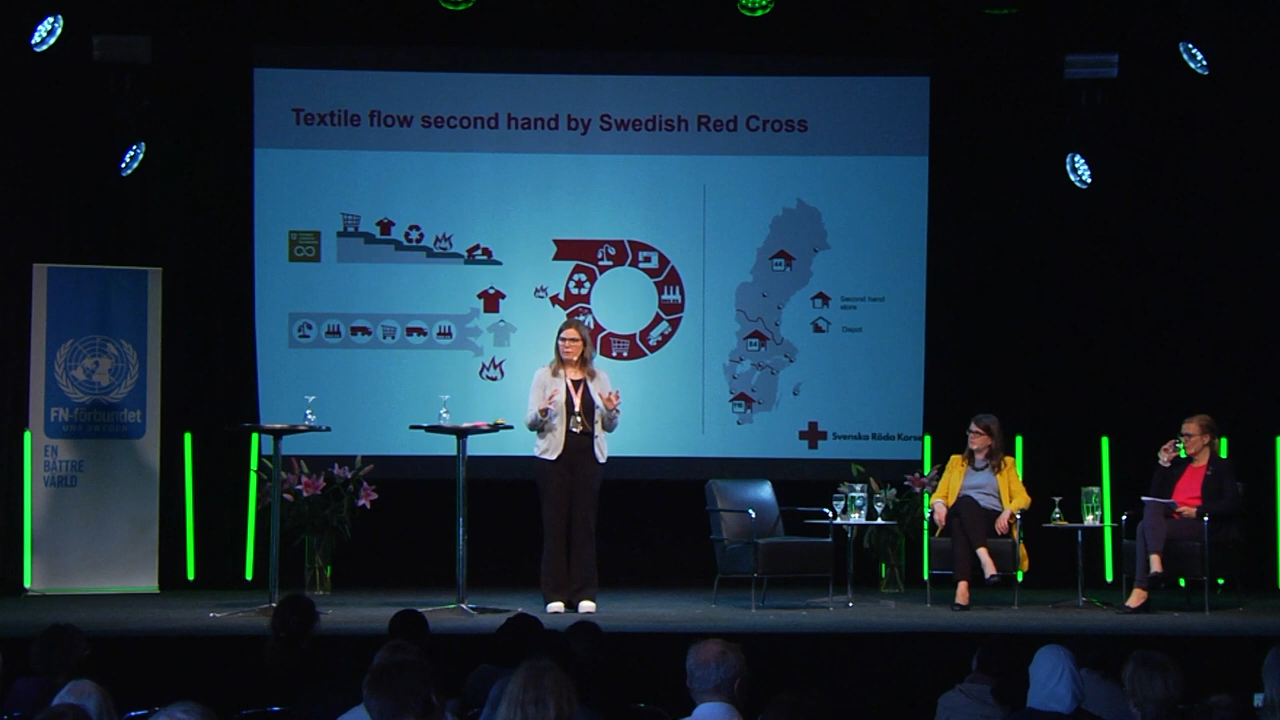 Textile flow second hand by Swedish Red Cross
Second hand
store
Depot
Svenska Röda Korse
FN-förbundet
UNA SWEDEN
EN
BÄTTRE
VÄRLD